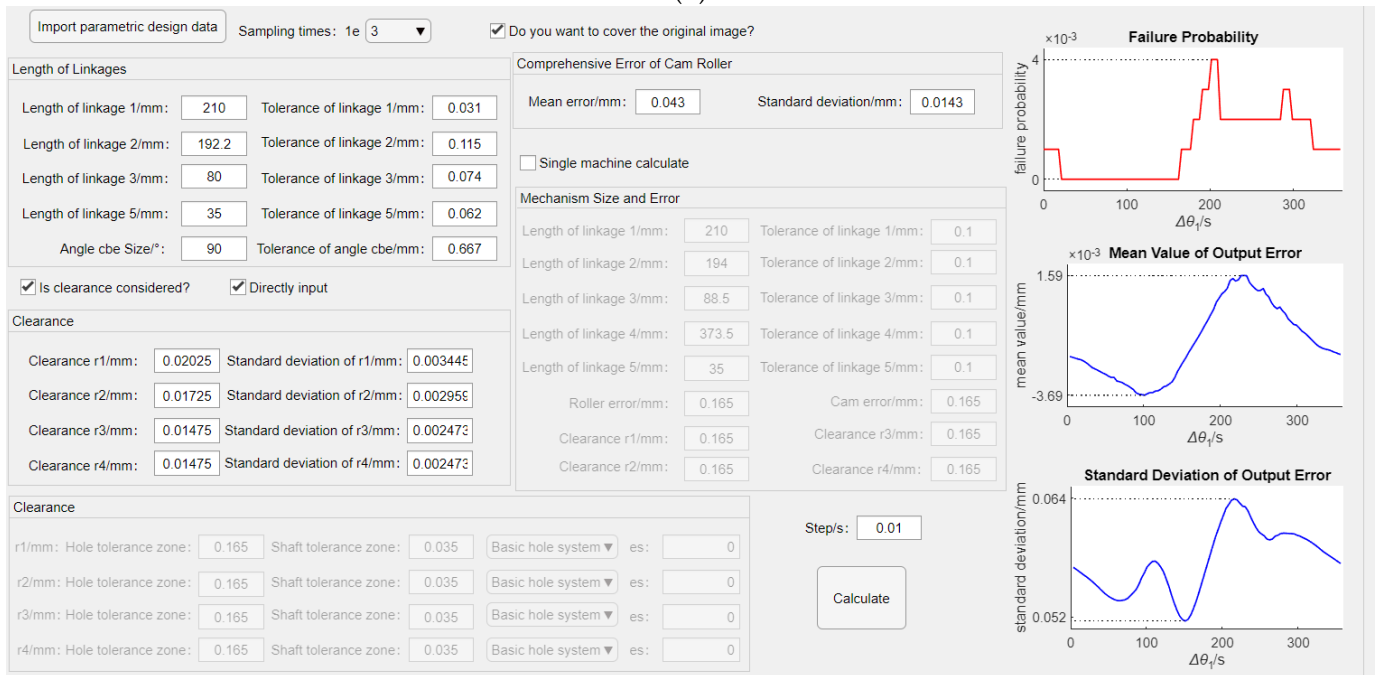 (a)
Import parametric design data Sampling times: 1e 3 ▼ Do you want to cover the original image?
Length of Linkages
Length of linkage 1/mm: 210 Tolerance of linkage 1/mm: 0.031
Length of linkage 2/mm: 192.2 Tolerance of linkage 2/mm: 0.115
Length of linkage 3/mm: 80 Tolerance of linkage 3/mm: 0.074
Length of linkage 5/mm: 35 Tolerance of linkage 5/mm: 0.062
Angle cbe Size/°: 90 Tolerance of angle cbe/mm: 0.667
Is clearance considered? Directly input
Clearance
Clearance r1/mm: 0.02025 Standard deviation of r1/mm: 0.003445
Clearance r2/mm: 0.01725 Standard deviation of r2/mm: 0.002959
Clearance r3/mm: 0.01475 Standard deviation of r3/mm: 0.002473
Clearance r4/mm: 0.01475 Standard deviation of r4/mm: 0.002473
Clearance
r1/mm: Hole tolerance zone: 0.165 Shaft tolerance zone: 0.035 Basic hole system ▼ es: 0
r2/mm: Hole tolerance zone: 0.165 Shaft tolerance zone: 0.035 Basic hole system ▼ es: 0
r3/mm: Hole tolerance zone: 0.165 Shaft tolerance zone: 0.035 Basic hole system ▼ es: 0
r4/mm: Hole tolerance zone: 0.165 Shaft tolerance zone: 0.035 Basic hole system ▼ es: 0
Comprehensive Error of Cam Roller
Mean error/mm: 0.043 Standard deviation/mm: 0.0143
Single machine calculate
Mechanism Size and Error
Length of linkage 1/mm: 210 Tolerance of linkage 1/mm: 0.1
Length of linkage 2/mm: 194 Tolerance of linkage 2/mm: 0.1
Length of linkage 3/mm: 88.5 Tolerance of linkage 3/mm: 0.1
Length of linkage 4/mm: 373.5 Tolerance of linkage 4/mm: 0.1
Length of linkage 5/mm: 35 Tolerance of linkage 5/mm: 0.1
Roller error/mm: 0.165 Cam error/mm: 0.165
Clearance r1/mm: 0.165 Clearance r3/mm: 0.165
Clearance r2/mm: 0.165 Clearance r4/mm: 0.165
Step/s: 0.01
Calculate
×10⁻³ Failure Probability
failure probability
4
0
0 100 200 300
Δθ₁/s
×10⁻³ Mean Value of Output Error
mean value/mm
1.59
-3.69
0 100 200 300
Δθ₁/s
Standard Deviation of Output Error
standard deviation/mm
0.064
0.052
0 100 200 300
Δθ₁/s